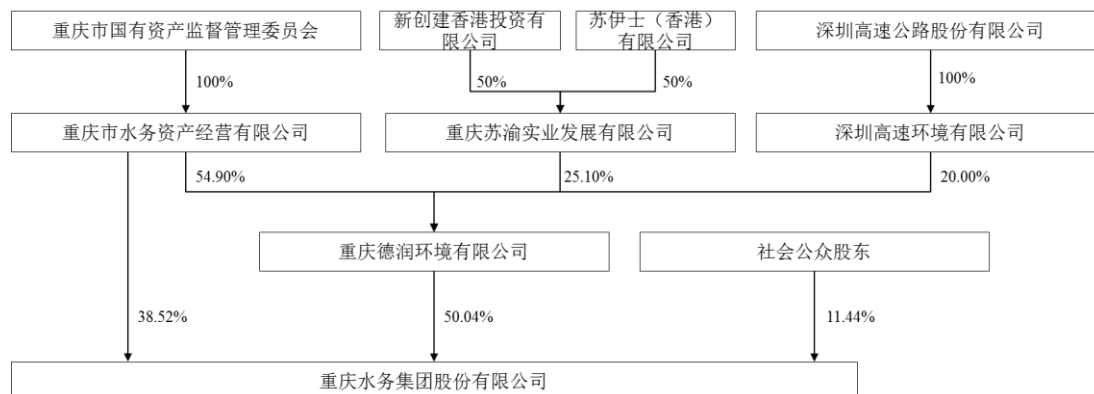 重庆市国有资产监督管理委员会
新创建香港投资有
限公司
苏伊士（香港）
有限公司
深圳高速公路股份有限公司
100%
50%
50%
100%
重庆市水务资产经营有限公司
重庆苏渝实业发展有限公司
深圳高速环境有限公司
54.90%
25.10%
20.00%
重庆德润环境有限公司
社会公众股东
38.52%
50.04%
11.44%
重庆水务集团股份有限公司